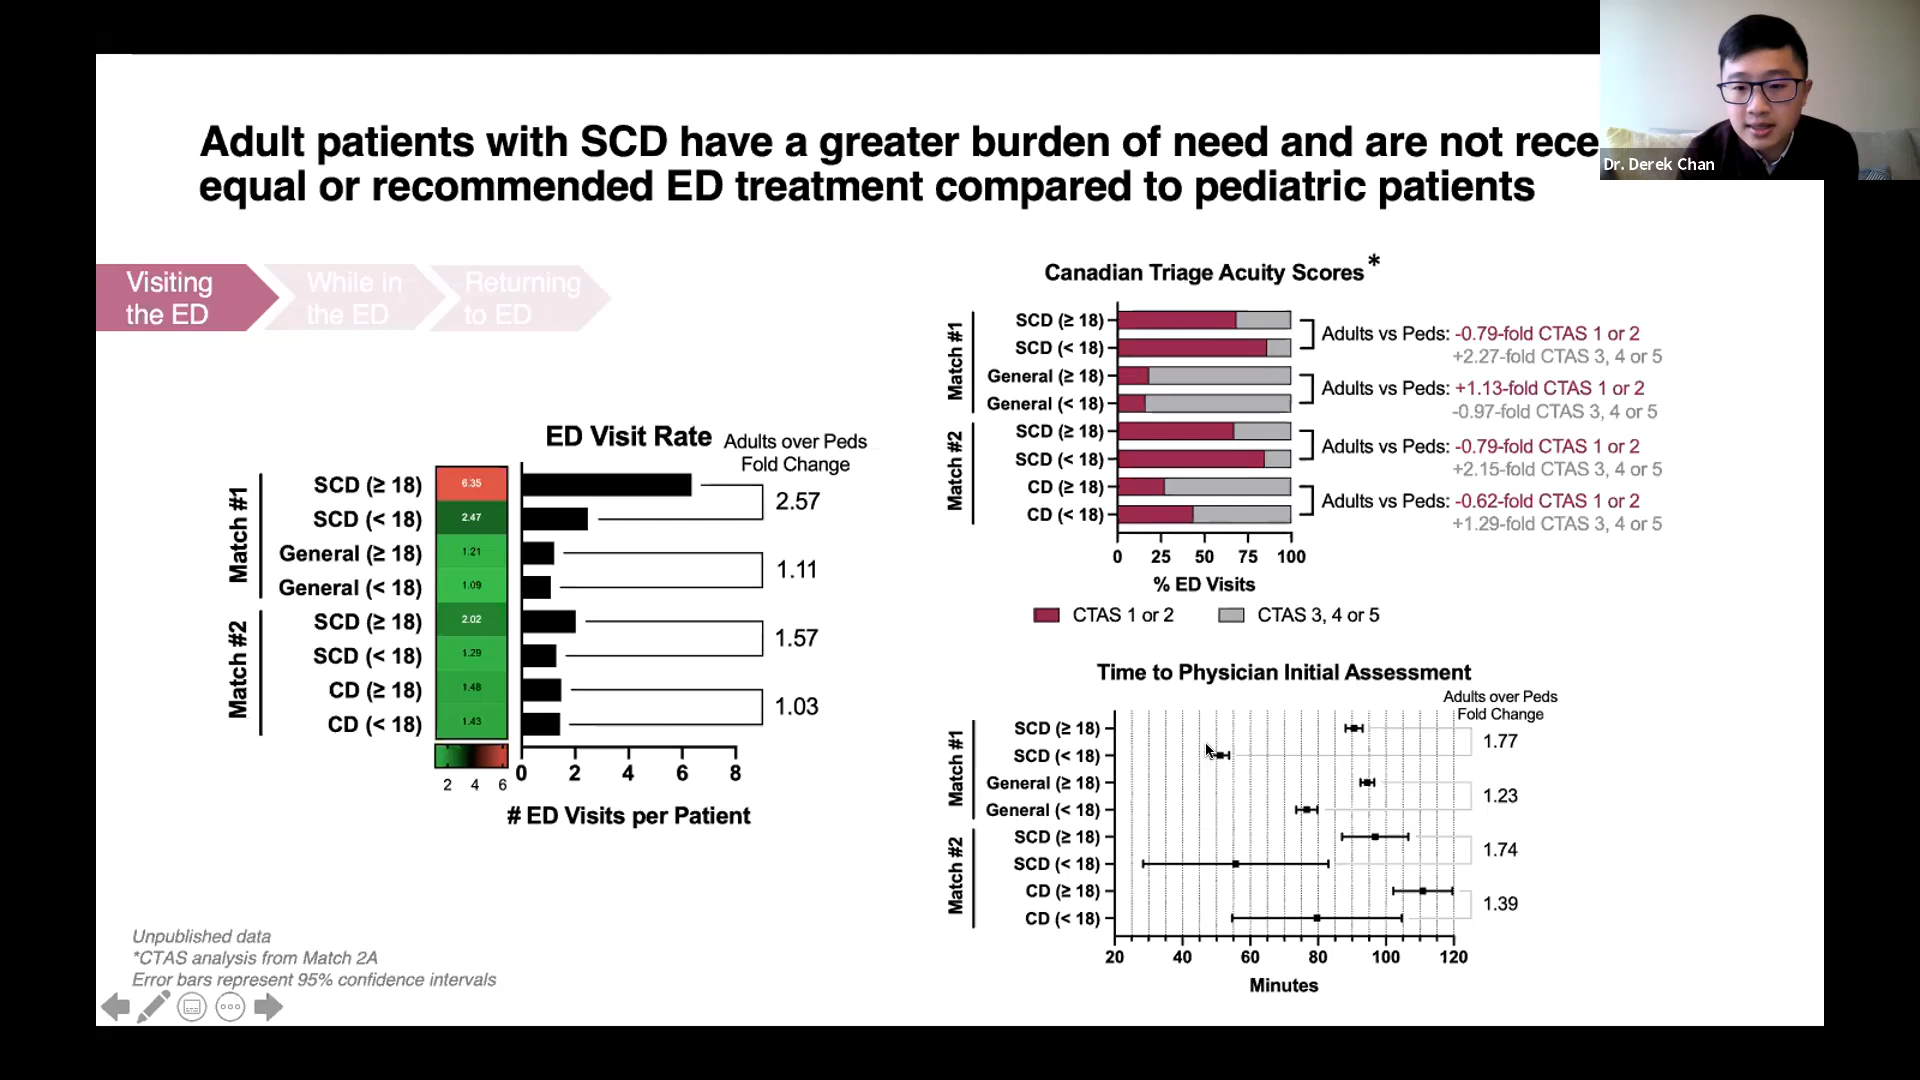 Adult patients with SCD have a greater burden of need and are not rece
equal or recommended ED treatment compared to pediatric patients
Dr. Derek Chan
Visiting
the ED
While in
the ED
Returning
to ED
ED Visit Rate
Adults over Peds
Fold Change
Match #1
SCD (≥ 18) 6.35
SCD (< 18) 2.47
2.57
General (≥ 18) 1.21
General (< 18) 1.09
1.11
Match #2
SCD (≥ 18) 2.02
SCD (< 18) 1.29
1.57
CD (≥ 18) 1.48
CD (< 18) 1.43
1.03
2 4 6
0 2 4 6 8
# ED Visits per Patient
Canadian Triage Acuity Scores*
Match #1
SCD (≥ 18)
SCD (< 18)
Adults vs Peds: -0.79-fold CTAS 1 or 2
+2.27-fold CTAS 3, 4 or 5
General (≥ 18)
General (< 18)
Adults vs Peds: +1.13-fold CTAS 1 or 2
-0.97-fold CTAS 3, 4 or 5
Match #2
SCD (≥ 18)
SCD (< 18)
Adults vs Peds: -0.79-fold CTAS 1 or 2
+2.15-fold CTAS 3, 4 or 5
CD (≥ 18)
CD (< 18)
Adults vs Peds: -0.62-fold CTAS 1 or 2
+1.29-fold CTAS 3, 4 or 5
0 25 50 75 100
% ED Visits
CTAS 1 or 2 CTAS 3, 4 or 5
Time to Physician Initial Assessment
Adults over Peds
Fold Change
Match #1
SCD (≥ 18)
SCD (< 18)
1.77
General (≥ 18)
General (< 18)
1.23
Match #2
SCD (≥ 18)
SCD (< 18)
1.74
CD (≥ 18)
CD (< 18)
1.39
20 40 60 80 100 120
Minutes
Unpublished data
*CTAS analysis from Match 2A
Error bars represent 95% confidence intervals